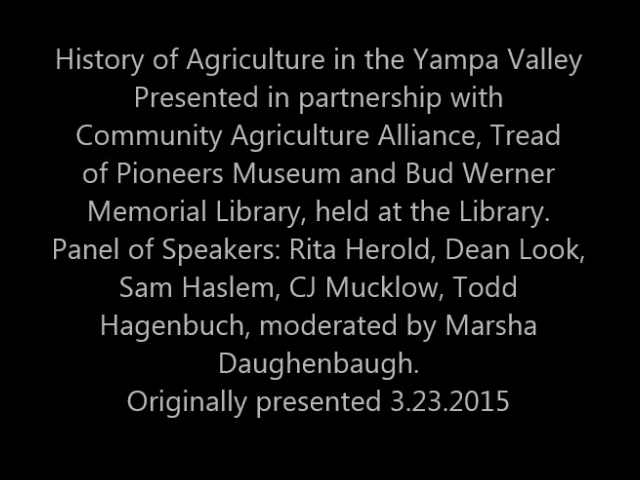 History of Agriculture in the Yampa Valley
Presented in partnership with
Community Agriculture Alliance, Tread
of Pioneers Museum and Bud Werner
Memorial Library, held at the Library.
Panel of Speakers: Rita Herold, Dean Look,
Sam Haslem, CJ Mucklow, Todd
Hagenbuch, moderated by Marsha
Daughenbaugh.
Originally presented 3.23.2015